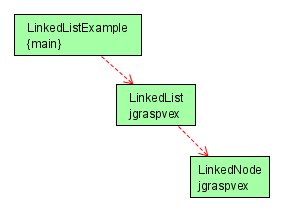 LinkedListExample
{main}
LinkedList
jgraspvex
LinkedNode
jgraspvex